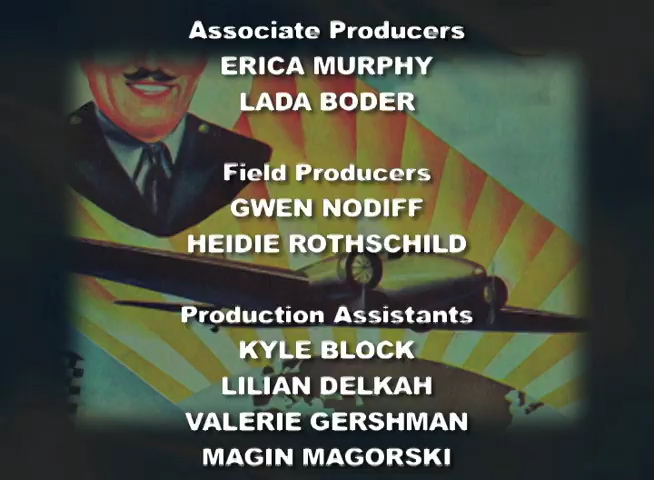 Associate Producers
ERICA MURPHY
LADA BODER
Field Producers
GWEN NODIFF
HEIDIE ROTHSCHILD
Production Assistants
KYLE BLOCK
LILIAN DELKAH
VALERIE GERSHMAN
MAGIN MAGORSKI